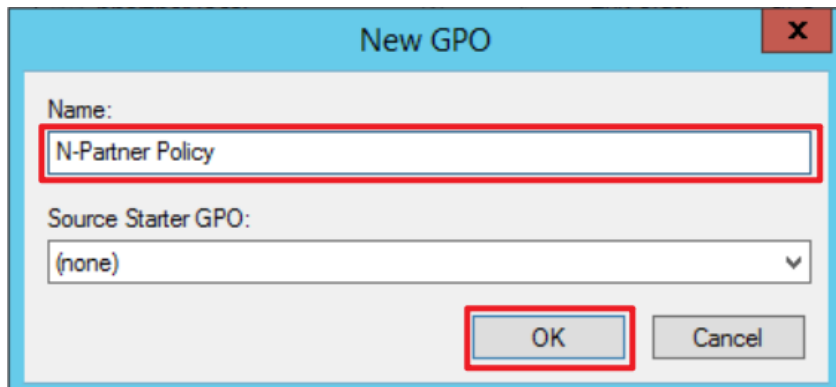 New GPO
x
Name:
N-Partner Policy
Source Starter GPO:
(none)
OK Cancel